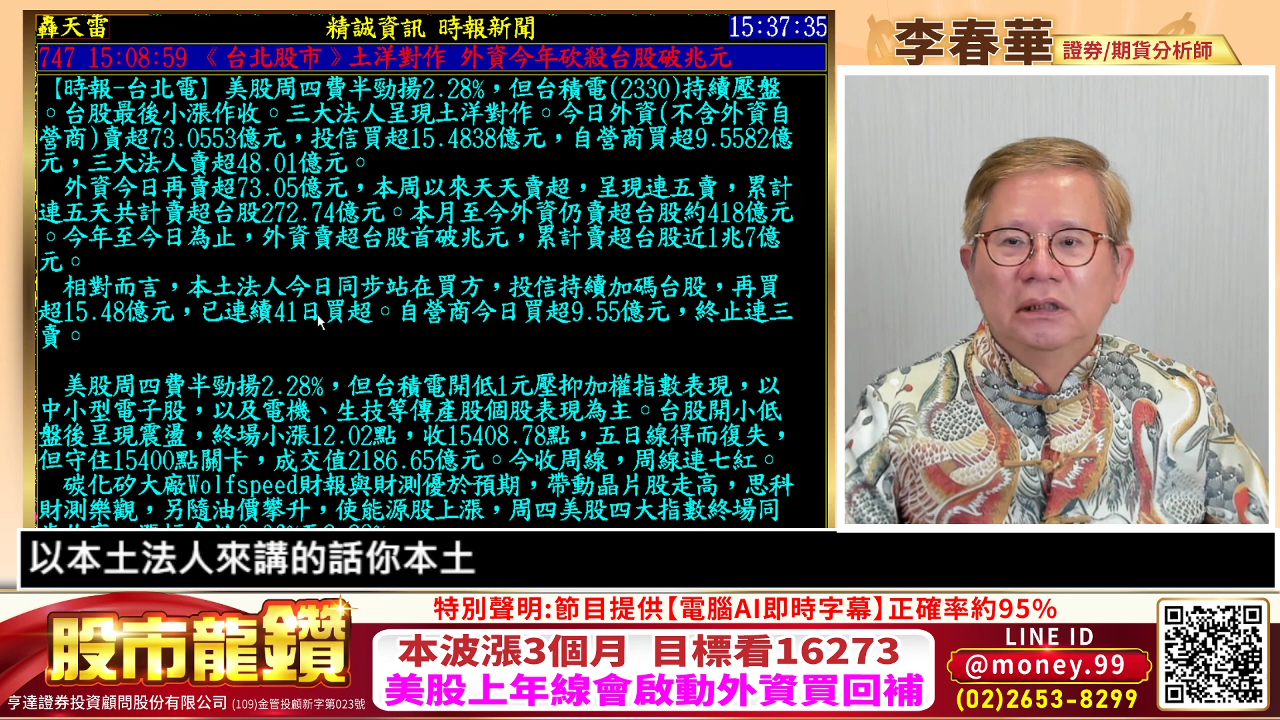 轟天雷
精誠資訊 時報新聞
15:37:35
747 15:08:59 《台北股市》土洋對作 外資今年砍殺台股破兆元
【時報-台北電】美股周四費半勁揚2.28%，但台積電(2330)持續壓盤
。台股最後小漲作收。三大法人呈現土洋對作。今日外資(不含外資自
營商)賣超73.0553億元，投信買超15.4838億元，自營商買超9.5582億
元，三大法人賣超48.01億元。
外資今日再賣超73.05億元，本周以來天天賣超，呈現連五賣，累計
連五天共計賣超台股272.74億元。本月至今外資仍賣超台股約418億元
。今年至今日為止，外資賣超台股首破兆元，累計賣超台股近1兆7億
元。
相對而言，本土法人今日同步站在買方，投信持續加碼台股，再買
超15.48億元，已連續41日買超。自營商今日買超9.55億元，終止連三
賣。
美股周四費半勁揚2.28%，但台積電開低1元壓抑加權指數表現，以
中小型電子股，以及電機、生技等傳產股個股表現為主。台股開小低
盤後呈現震盪，終場小漲12.02點，收15408.78點，五日線得而復失，
但守住15400點關卡，成交值2186.65億元。今收周線，周線連七紅。
碳化矽大廠Wolfspeed財報與財測優於預期，帶動晶片股走高，思科
財測樂觀，另隨油價攀升，使能源股上漲，周四美股四大指數終場同
李春華
證券/期貨分析師
以本土法人來講的話你本土
特別聲明:節目提供【電腦AI即時字幕】正確率約95%
股市龍鑽
亨達證券投資顧問股份有限公司 (109)金管投顧新字第023號
本波漲3個月 目標看16273
美股上年線會啟動外資買回補
LINE ID
@money.99
(02)2653-8299